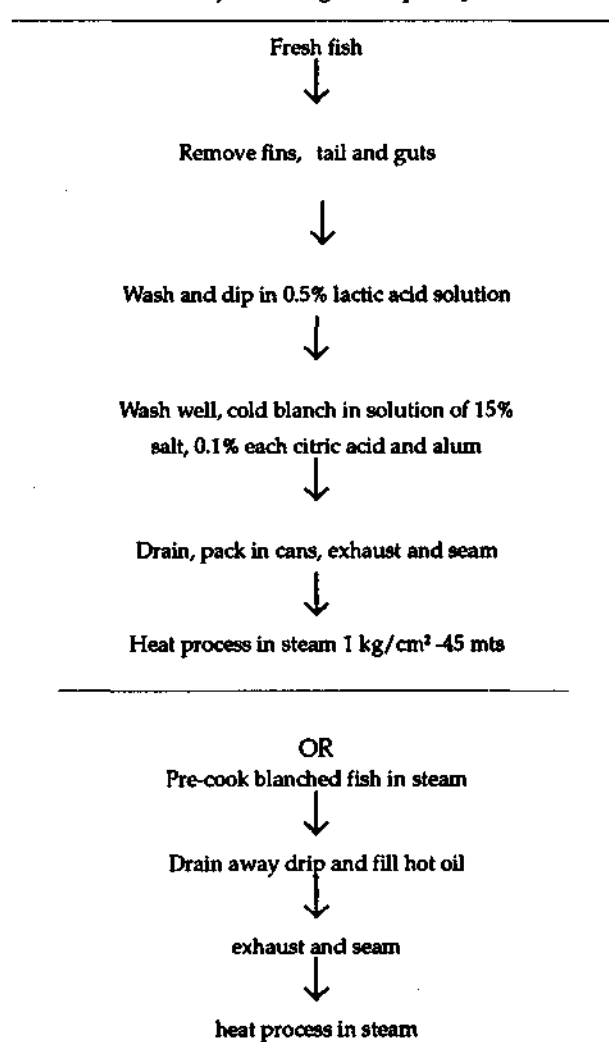 Fresh fish
Remove fins, tail and guts
Wash and dip in 0.5% lactic acid solution
Wash well, cold blanch in solution of 15%
salt, 0.1% each citric acid and alum
Drain, pack in cans, exhaust and seam
Heat process in steam 1 kg/cm² -45 mts
OR
Pre-cook blanched fish in steam
Drain away drip and fill hot oil
exhaust and seam
heat process in steam